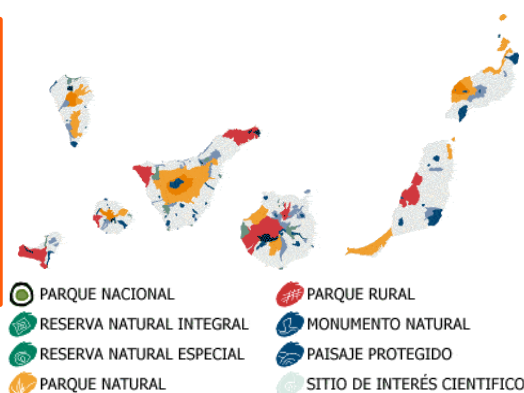 PARQUE NACIONAL
RESERVA NATURAL INTEGRAL
RESERVA NATURAL ESPECIAL
PARQUE NATURAL
PARQUE RURAL
MONUMENTO NATURAL
PAISAJE PROTEGIDO
SITIO DE INTERÉS CIENTIFICO